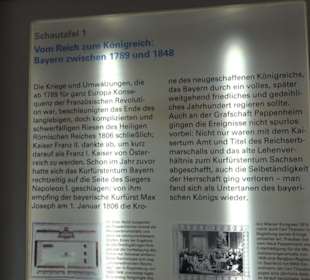 Schautafel 1
Vom Reich zum Königreich:
Bayern zwischen 1789 und 1848
Die Kriege und Umwälzungen, die
ab 1789 für ganz Europa Konse-
quenz der Französischen Revoluti-
on war, beschleunigten das Ende des
langlebigen, doch komplizierten und
schwerfälligen Riesen des Heiligen
Römischen Reiches 1806 schließlich;
Kaiser Franz II. dankte ab, um kurz
darauf als Franz I. Kaiser von Öster-
reich zu werden. Schon im Jahr zuvor
hatte sich das Kurfürstentum Bayern
rechtzeitig auf die Seite des Siegers
Napoleon I. geschlagen: von ihm
empfing der bayerische Kurfürst Max
Joseph am 1. Januar 1806 die Kro-
ne des neugeschaffenen Königreichs,
das Bayern durch ein volles, später
weitgehend friedliches und gedeihli-
ches Jahrhundert regieren sollte.
Auch an der Grafschaft Pappenheim
gingen die Ereignisse nicht spurlos
vorbei: Nicht nur waren mit dem Kai-
sertum Amt und Titel des Reichserb-
marschalls und das alte Lehenver-
hältnis zum Kurfürstentum Sachsen
abgeschafft, auch die Selbständigkeit
der Herrschaft ging verloren – man
fand sich als Untertanen des bayeri-
schen Königs wieder.